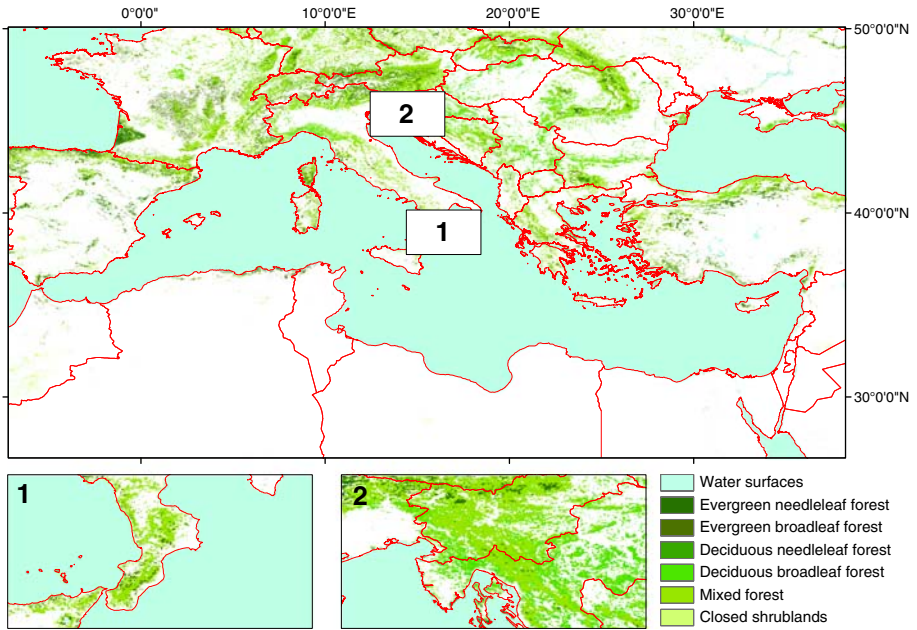 0°0'0"
10°0'0"E
20°0'0"E
30°0'0"E
50°0'0"N
2
40°0'0"N
1
30°0'0"N
1
2
Water surfaces
Evergreen needleleaf forest
Evergreen broadleaf forest
Deciduous needleleaf forest
Deciduous broadleaf forest
Mixed forest
Closed shrublands